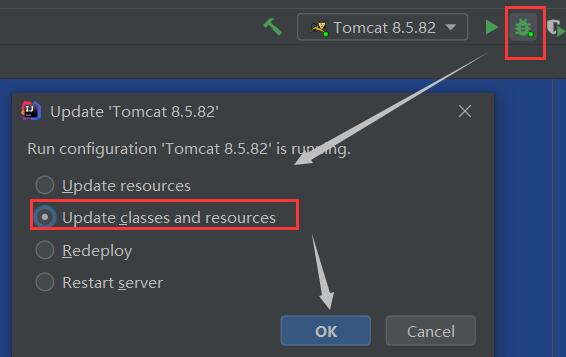 Tomcat 8.5.82
IJ
Update 'Tomcat 8.5.82'
Run configuration 'Tomcat 8.5.82' is running.
Update resources
Update classes and resources
Redeploy
Restart server
OK
Cancel